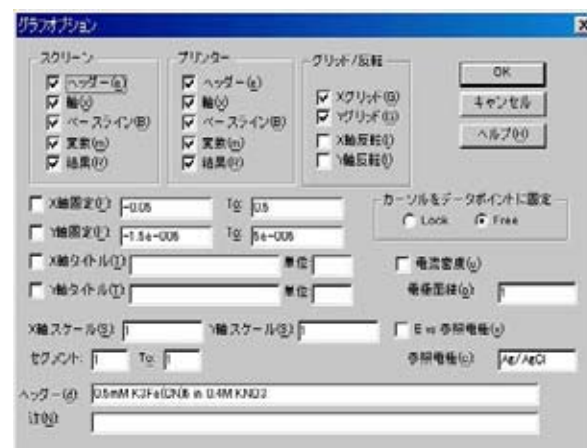 グラフオプション
スクリーン
ヘッダー(e)
軸(x)
ベースライン(B)
変数(m)
結果(R)
プリンター
ヘッダー(e)
軸(x)
ベースライン(B)
変数(m)
結果(R)
グリッド/反転
Xグリッド(G)
Yグリッド(G)
X軸反転(I)
Y軸反転(I)
OK
キャンセル
ヘルプ(H)
X軸固定(F): -0.05 To: 0.5
Y軸固定(F): -1.5e-005 To: 5e-005
カーソルをデータポイントに固定
Lock Free
X軸タイトル(T): 単位:
Y軸タイトル(T): 単位:
電流密度(u)
電極面積(o): 1
X軸スケール(S): 1 Y軸スケール(S): 1
E vs 参照電極(v)
セグメント: 1 To: 1
参照電極(c): Ag/AgCl
ヘッダー(d): 0.5mM K3Fe(CN)6 in 0.4M KNO3
注(N):